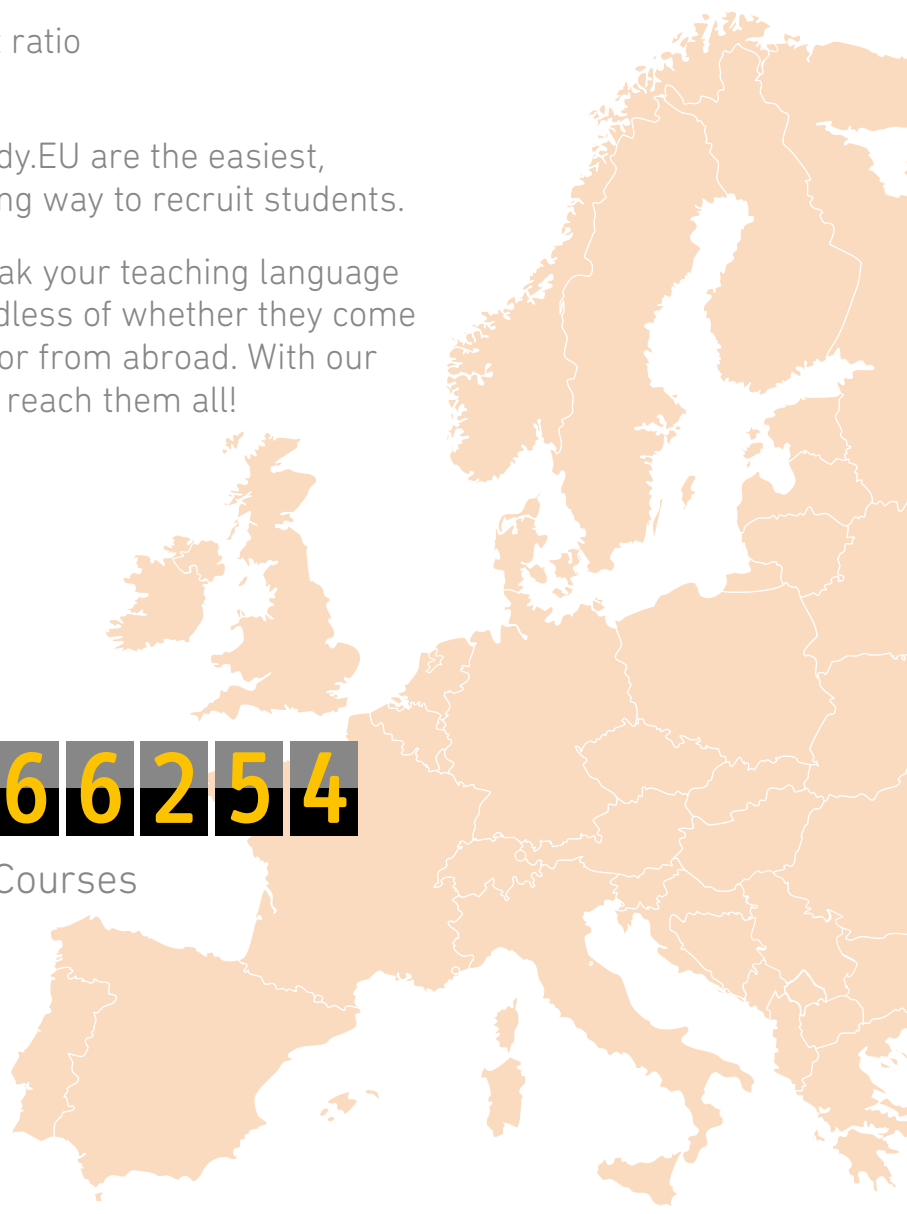 ratio
dy.EU are the easiest,
ng way to recruit students.
ak your teaching language
dless of whether they come
or from abroad. With our
reach them all!
66254
Courses